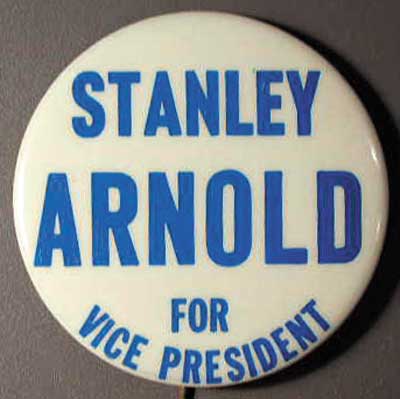 STANLEY
ARNOLD
FOR
VICE PRESIDENT